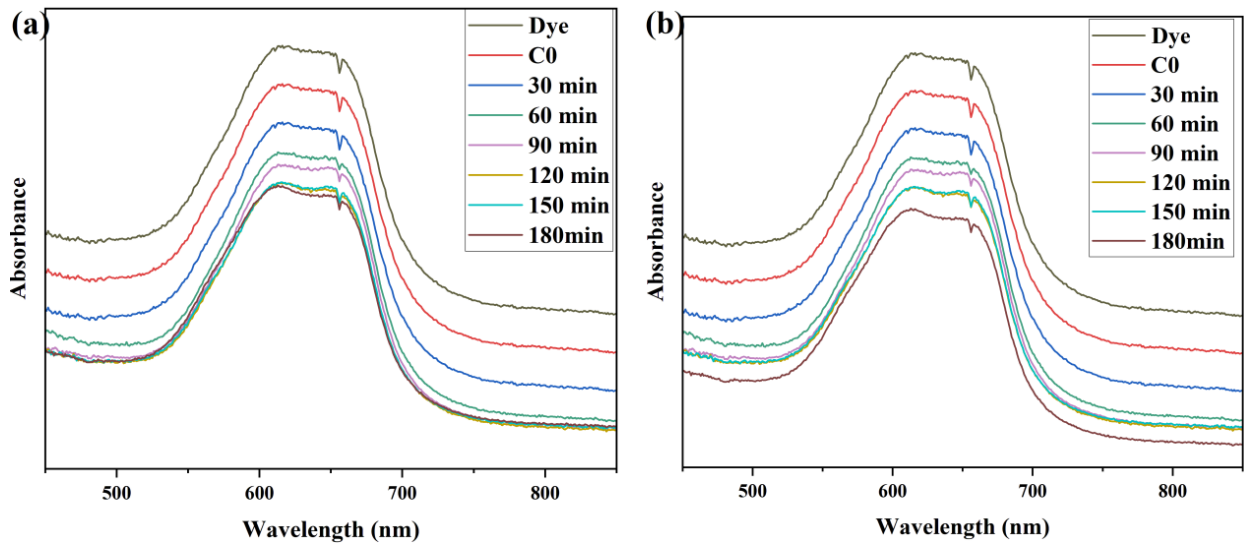 (a)
Dye
C0
30 min
60 min
90 min
120 min
150 min
180min
Absorbance
500
600
700
800
Wavelength (nm)
(b)
Dye
C0
30 min
60 min
90 min
120 min
150 min
180min
Absorbance
500
600
700
800
Wavelength (nm)